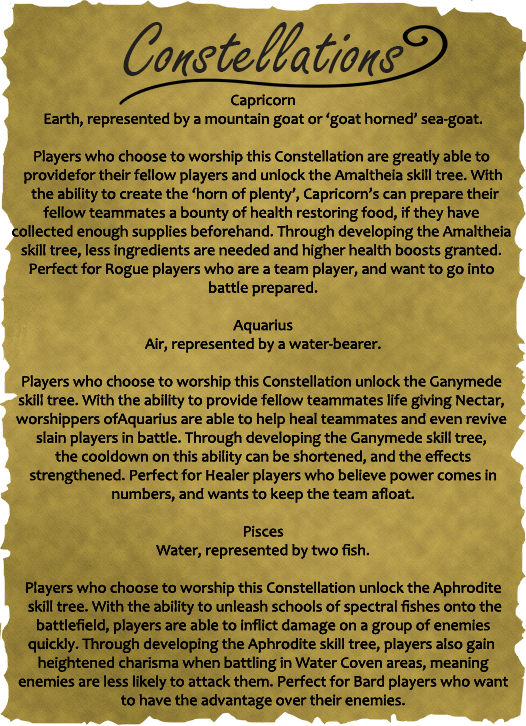 Constellations
Capricorn
Earth, represented by a mountain goat or ‘goat horned’ sea-goat.
Players who choose to worship this Constellation are greatly able to
providefor their fellow players and unlock the Amaltheia skill tree. With
the ability to create the ‘horn of plenty’, Capricorn’s can prepare their
fellow teammates a bounty of health restoring food, if they have
collected enough supplies beforehand. Through developing the Amaltheia
skill tree, less ingredients are needed and higher health boosts granted.
Perfect for Rogue players who are a team player, and want to go into
battle prepared.
Aquarius
Air, represented by a water-bearer.
Players who choose to worship this Constellation unlock the Ganymede
skill tree. With the ability to provide fellow teammates life giving Nectar,
worshippers ofAquarius are able to help heal teammates and even revive
slain players in battle. Through developing the Ganymede skill tree,
the cooldown on this ability can be shortened, and the effects
strengthened. Perfect for Healer players who believe power comes in
numbers, and wants to keep the team afloat.
Pisces
Water, represented by two fish.
Players who choose to worship this Constellation unlock the Aphrodite
skill tree. With the ability to unleash schools of spectral fishes onto the
battlefield, players are able to inflict damage on a group of enemies
quickly. Through developing the Aphrodite skill tree, players also gain
heightened charisma when battling in Water Coven areas, meaning
enemies are less likely to attack them. Perfect for Bard players who want
to have the advantage over their enemies.